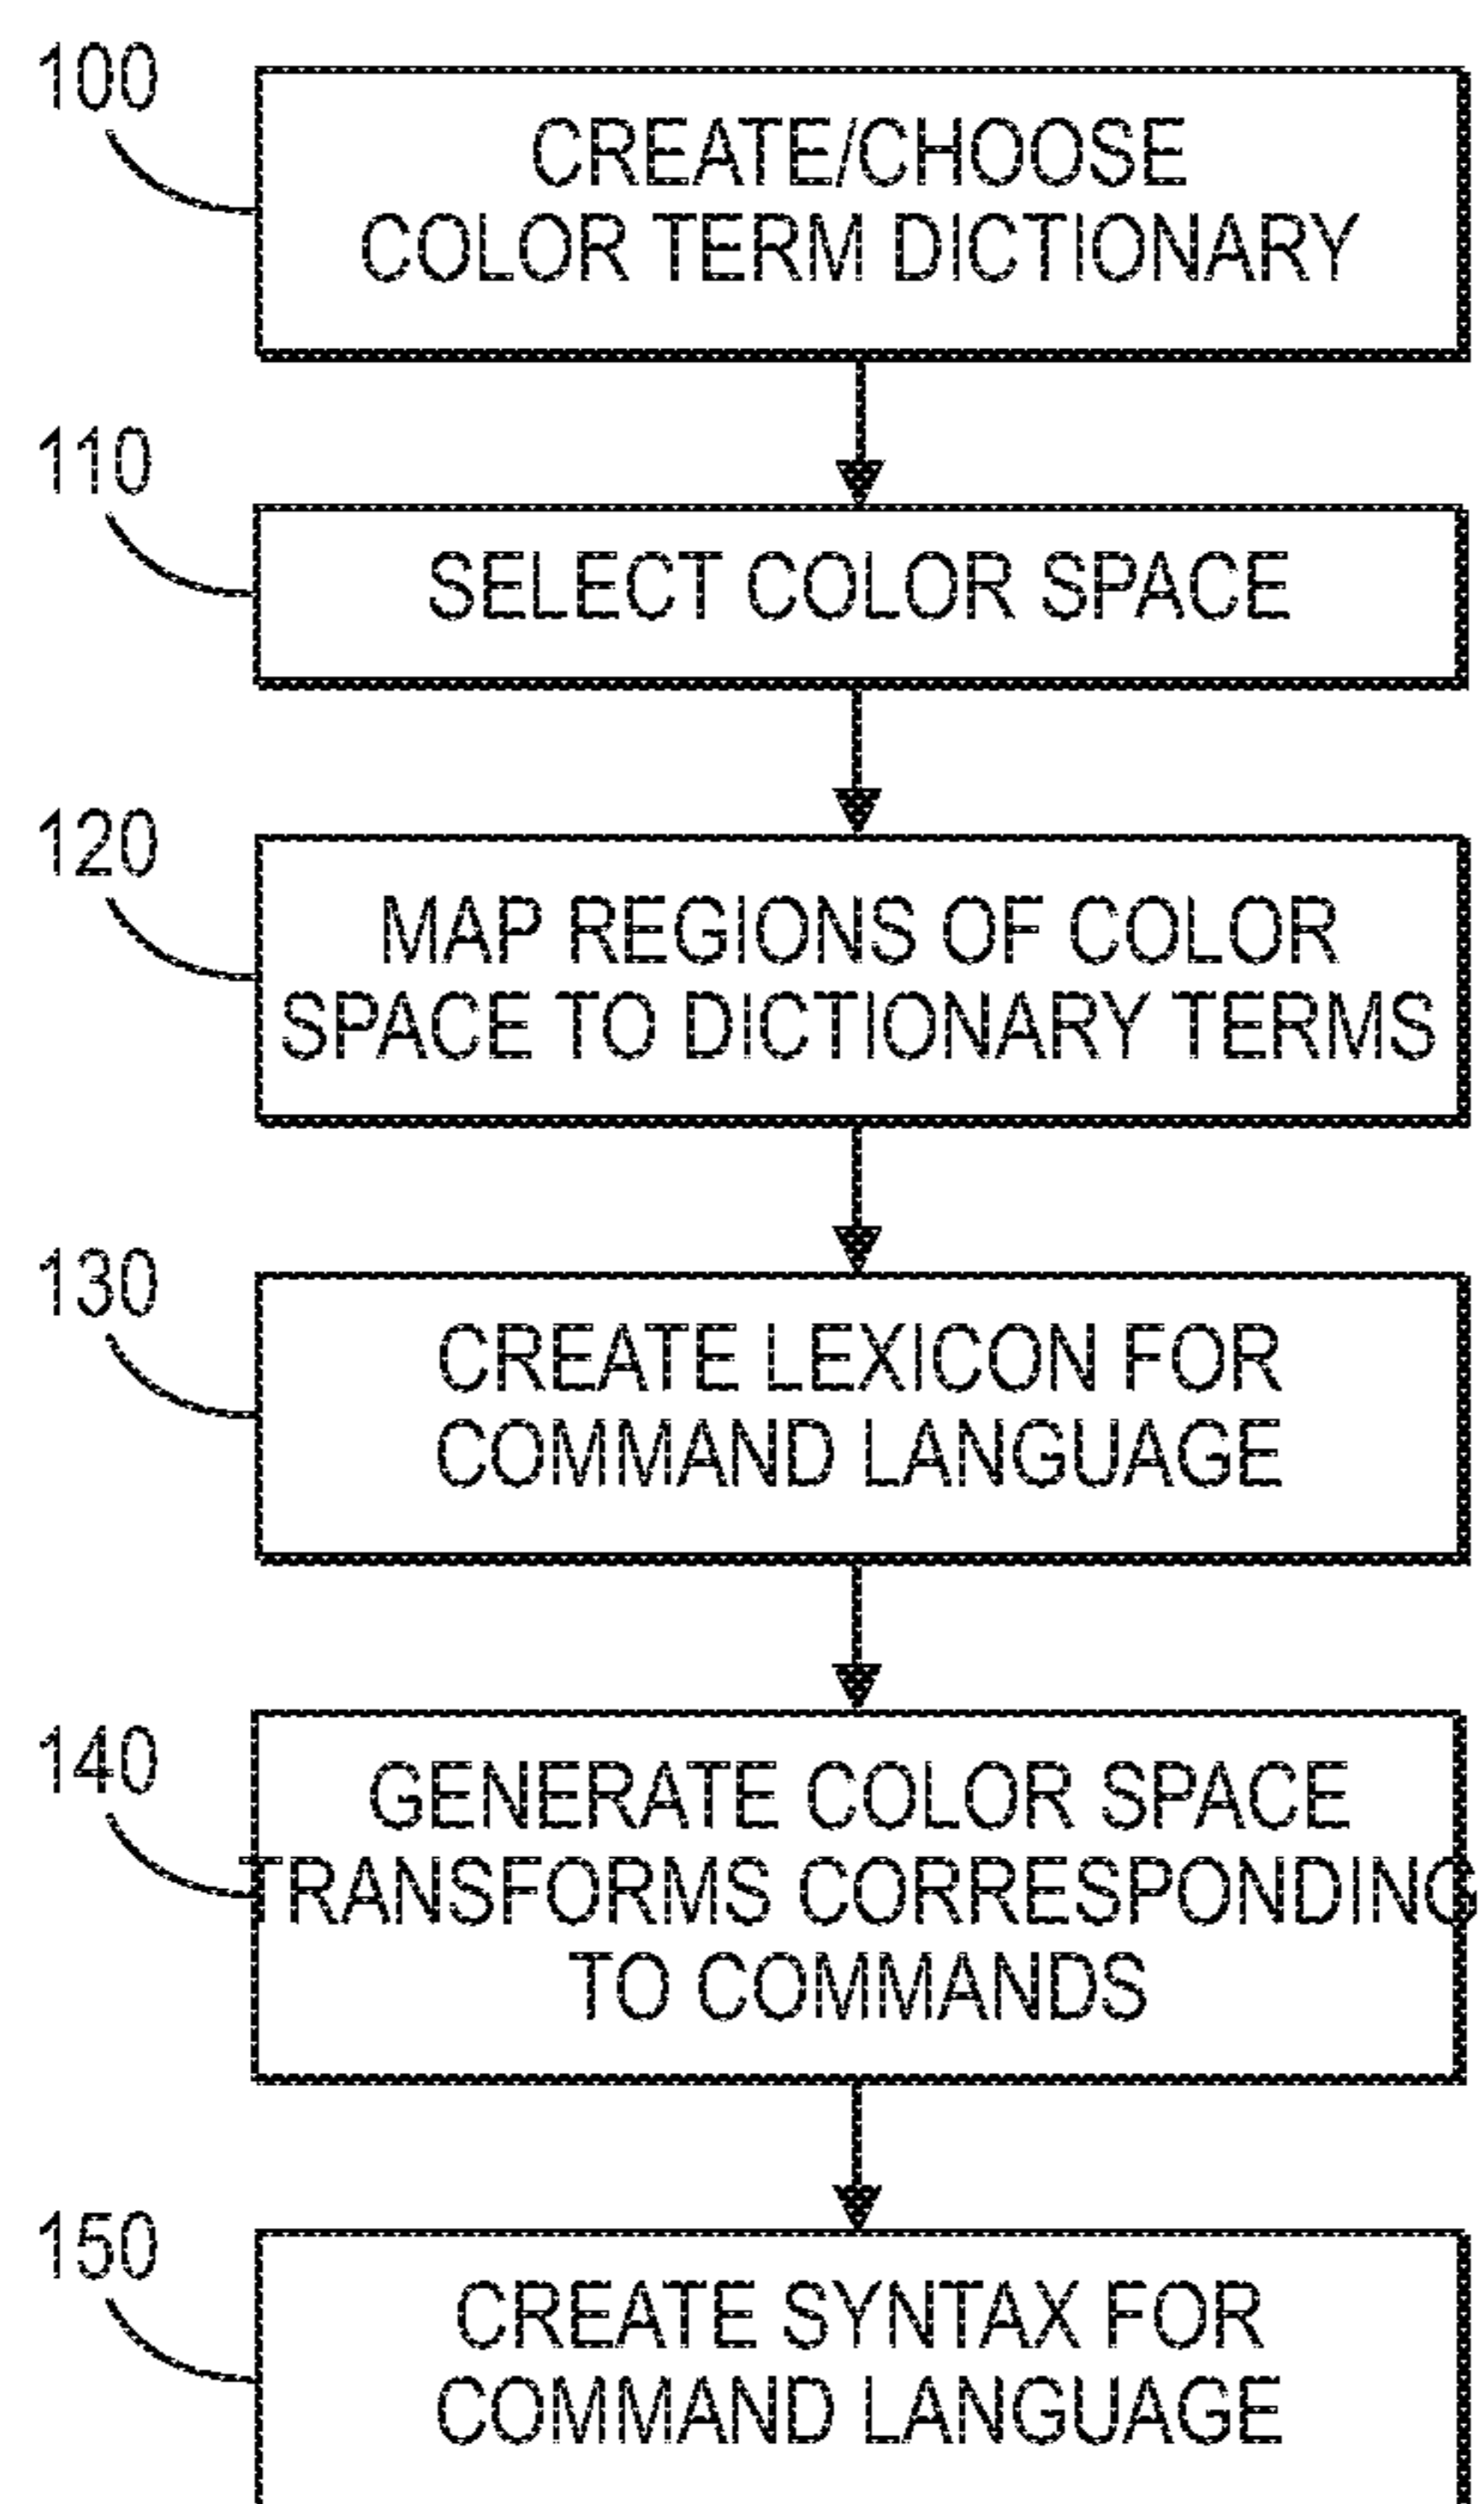 100
CREATE/CHOOSE
COLOR TERM DICTIONARY
110
SELECT COLOR SPACE
120
MAP REGIONS OF COLOR
SPACE TO DICTIONARY TERMS
130
CREATE LEXICON FOR
COMMAND LANGUAGE
140
GENERATE COLOR SPACE
TRANSFORMS CORRESPONDING
TO COMMANDS
150
CREATE SYNTAX FOR
COMMAND LANGUAGE